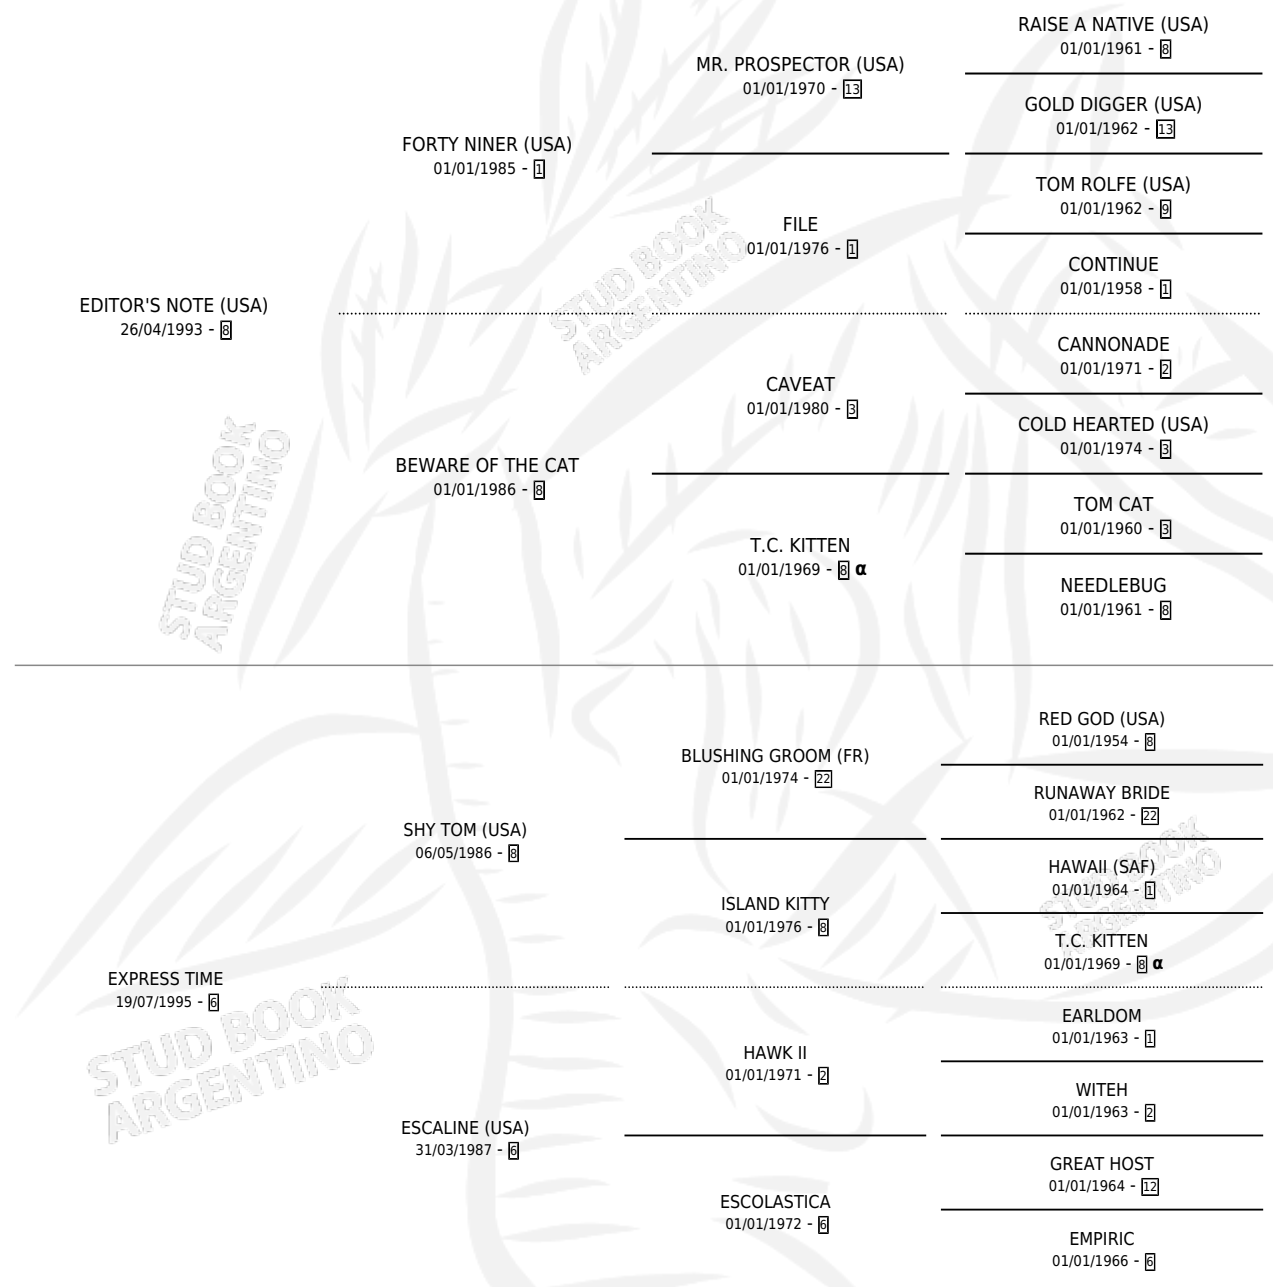 RAISE A NATIVE (USA)
01/01/1961 - 8
MR. PROSPECTOR (USA)
01/01/1970 - 13
GOLD DIGGER (USA)
01/01/1962 - 13
FORTY NINER (USA)
01/01/1985 - 1
TOM ROLFE (USA)
01/01/1962 - 9
FILE
01/01/1976 - 1
CONTINUE
01/01/1958 - 1
EDITOR'S NOTE (USA)
26/04/1993 - 8
CANNONADE
01/01/1971 - 2
CAVEAT
01/01/1980 - 3
COLD HEARTED (USA)
01/01/1974 - 3
BEWARE OF THE CAT
01/01/1986 - 8
TOM CAT
01/01/1960 - 3
T.C. KITTEN
01/01/1969 - 8 α
NEEDLEBUG
01/01/1961 - 8
STUD BOOK
ARGENTINO
STUD BOOK
ARGENTINO
RED GOD (USA)
01/01/1954 - 8
BLUSHING GROOM (FR)
01/01/1974 - 22
RUNAWAY BRIDE
01/01/1962 - 22
SHY TOM (USA)
06/05/1986 - 8
HAWAII (SAF)
01/01/1964 - 1
ISLAND KITTY
01/01/1976 - 8
T.C. KITTEN
01/01/1969 - 8 α
EXPRESS TIME
19/07/1995 - 6
EARLDOM
01/01/1963 - 1
HAWK II
01/01/1971 - 2
WITEH
01/01/1963 - 2
ESCALINE (USA)
31/03/1987 - 6
GREAT HOST
01/01/1964 - 12
ESCOLASTICA
01/01/1972 - 6
EMPIRIC
01/01/1966 - 6
STUD BOOK
ARGENTINO
STUD BOOK
ARGENTINO